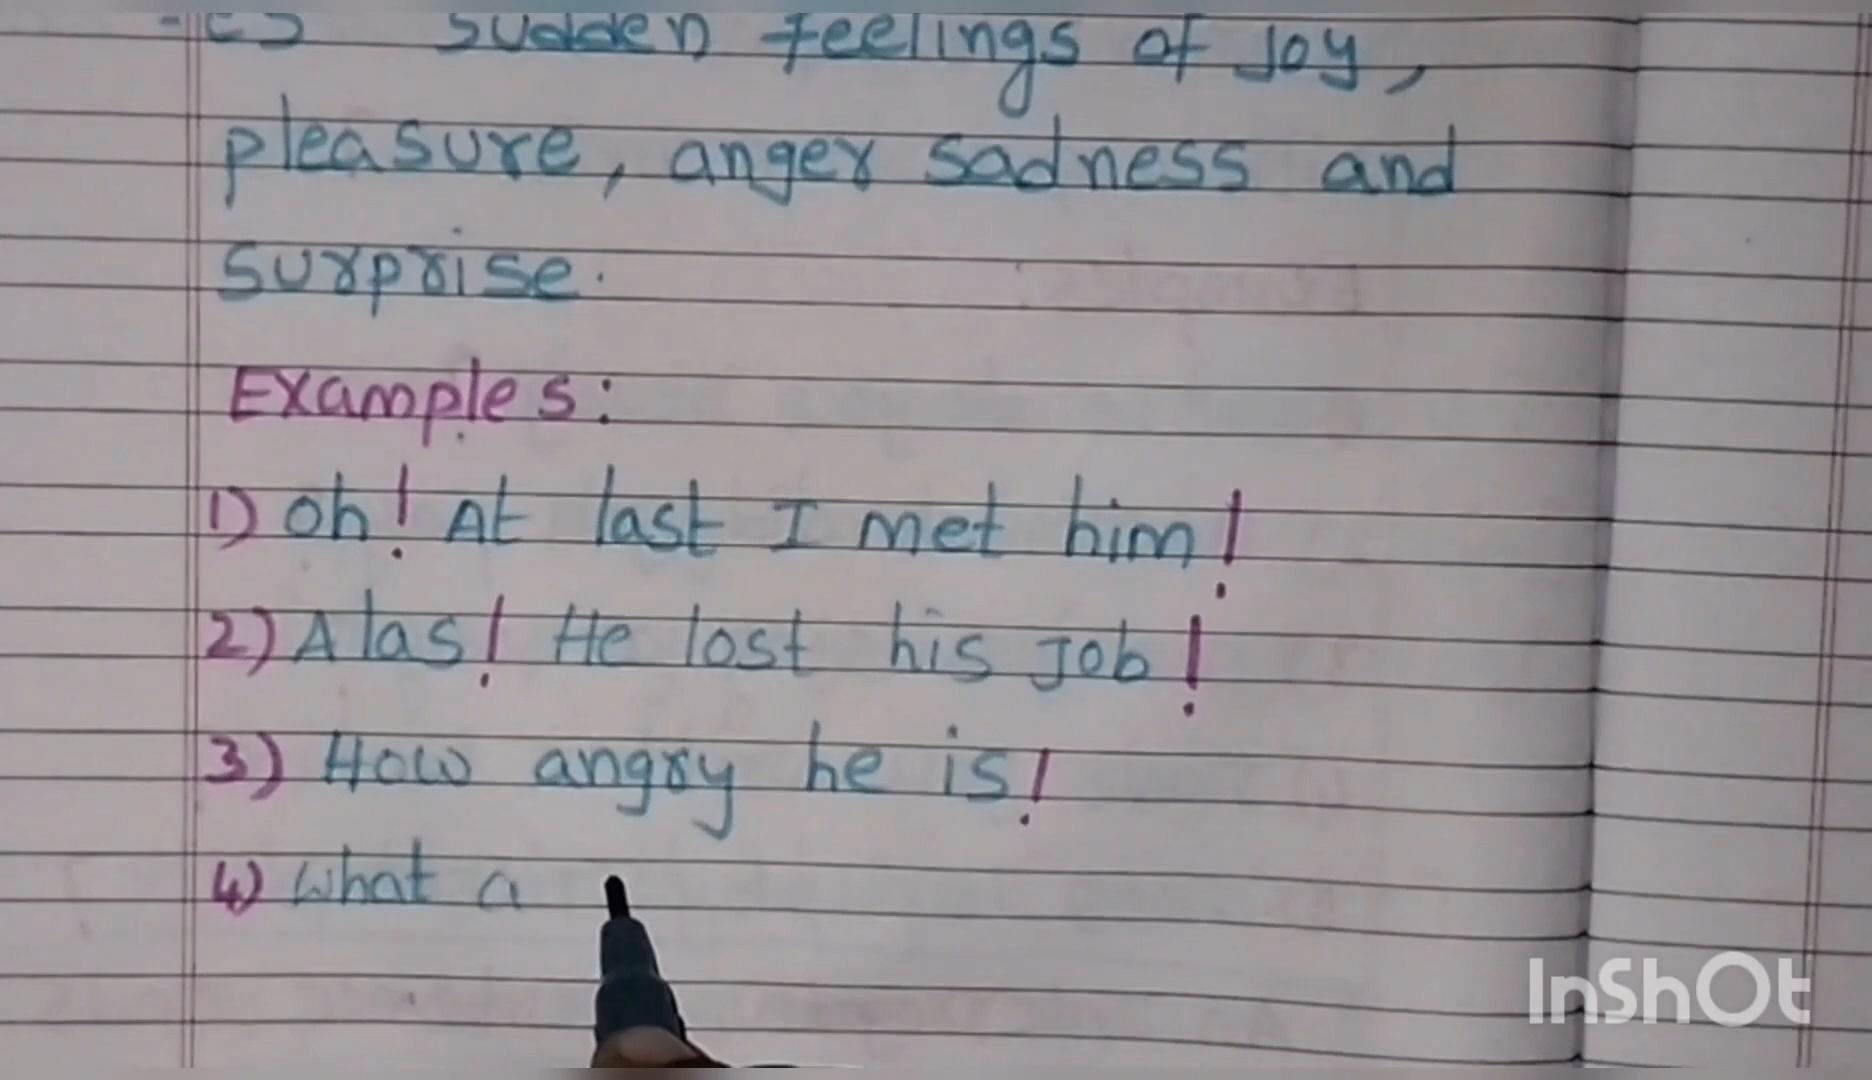 -es sudden feelings of Joy,
pleasure, anger sadness and
surprise.
Examples:
1) Oh! At last I met him!
2) Alas! He lost his Job!
3) How angry he is!
4) What a
InShOt